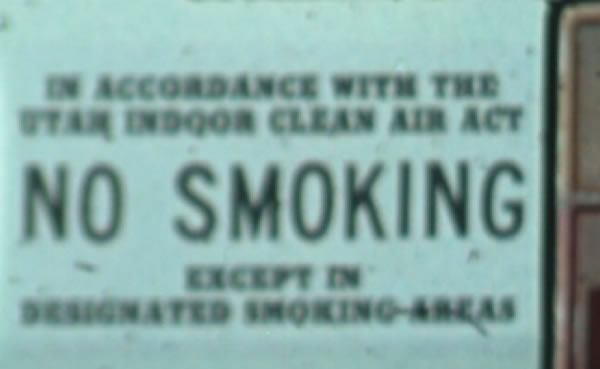 IN ACCORDANCE WITH THE
UTAH INDOOR CLEAN AIR ACT
NO SMOKING
EXCEPT IN
DESIGNATED SMOKING AREAS